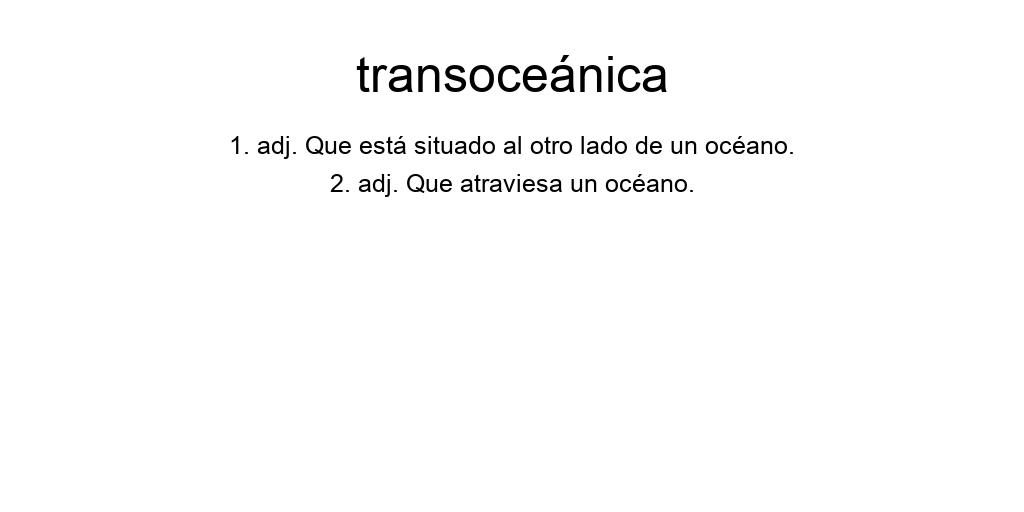 transoceánica
1. adj. Que está situado al otro lado de un océano.
2. adj. Que atraviesa un océano.